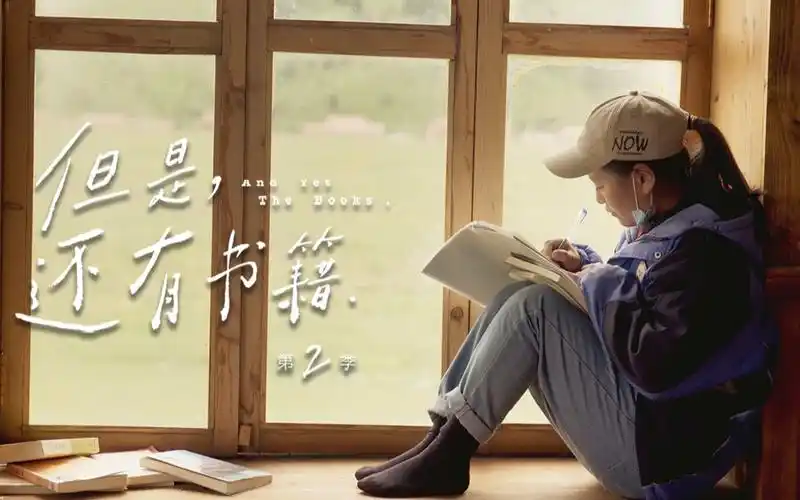 但是，
And Yet
The Books.
还有书籍.
第2季
NOW